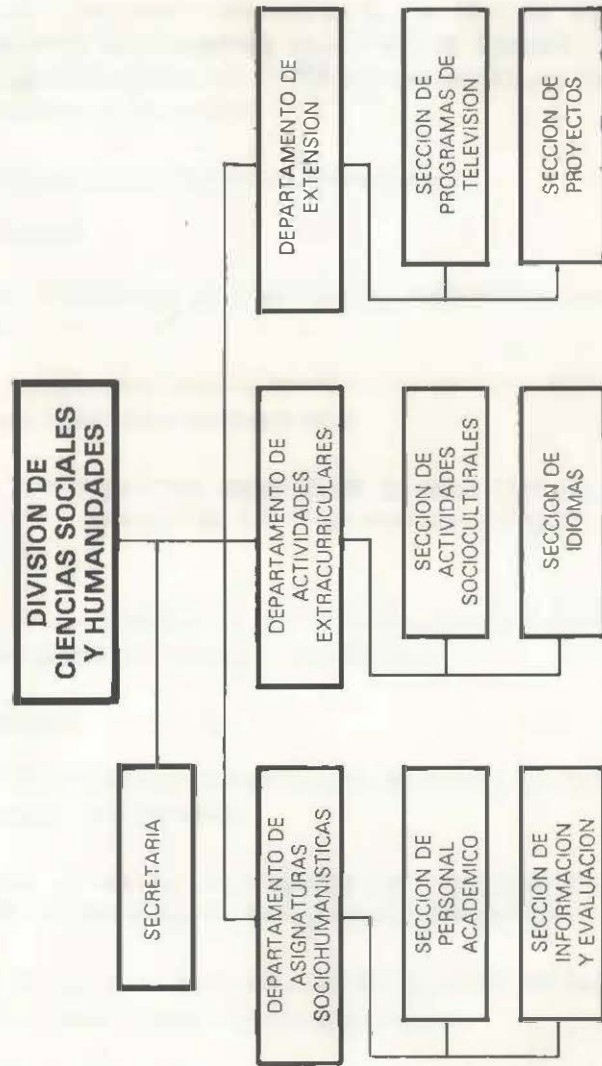 DIVISION DE
CIENCIAS SOCIALES
Y HUMANIDADES
SECRETARIA
DEPARTAMENTO DE
ASIGNATURAS
SOCIOHUMANISTICAS
DEPARTAMENTO DE
ACTIVIDADES
EXTRACURRICULARES
DEPARTAMENTO DE
EXTENSION
SECCION DE
PERSONAL
ACADEMICO
SECCION DE
ACTIVIDADES
SOCIOCULTURALES
SECCION DE
PROGRAMAS DE
TELEVISION
SECCION DE
INFORMACION
Y EVALUACION
SECCION DE
IDIOMAS
SECCION DE
PROYECTOS